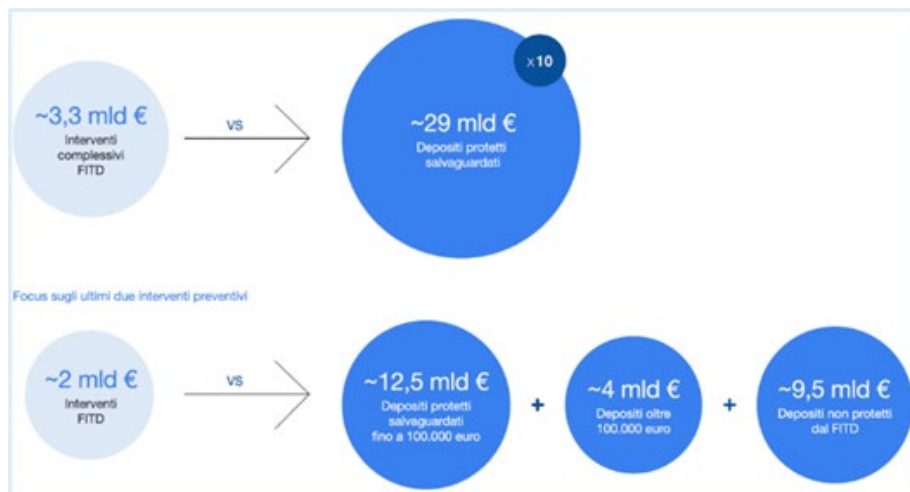 x10
~3,3 mld €
Interventi
complessivi
FITD
vs
~29 mld €
Depositi protetti
salvaguardati
Focus sugli ultimi due interventi preventivi
~2 mld €
Interventi
FITD
vs
~12,5 mld €
Depositi protetti
salvaguardati
fino a 100.000 euro
+
~4 mld €
Depositi oltre
100.000 euro
+
~9,5 mld €
Depositi non protetti
dal FITD